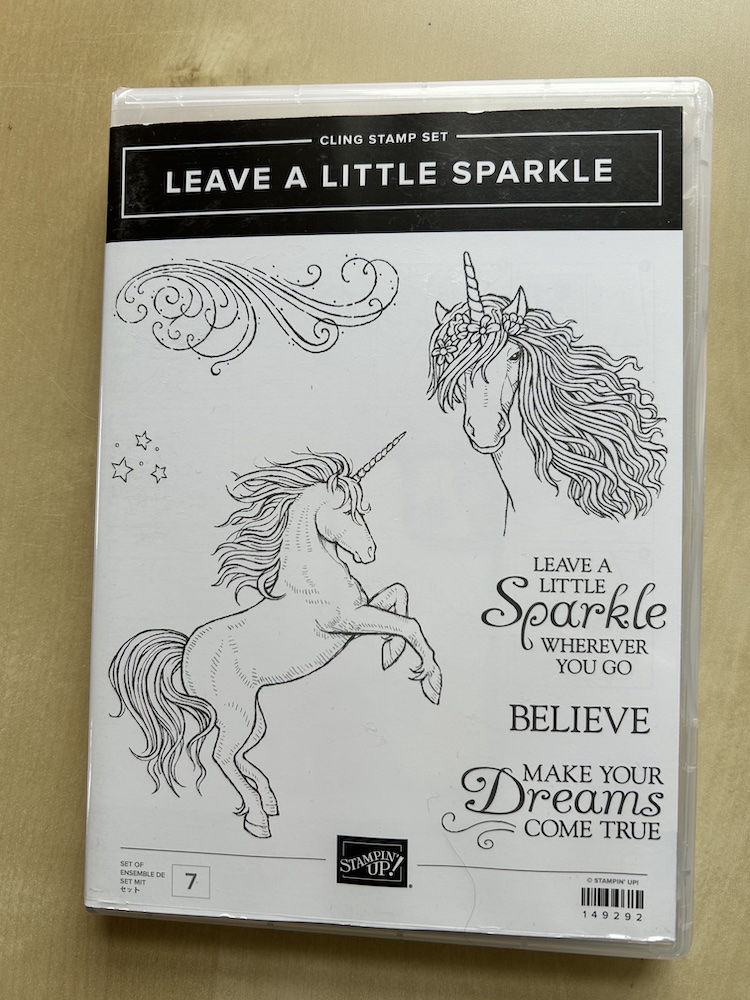 CLING STAMP SET
LEAVE A LITTLE SPARKLE
LEAVE A
LITTLE
Sparkle
WHEREVER
YOU GO
BELIEVE
MAKE YOUR
Dreams
COME TRUE
SET OF
ENSEMBLE DE
SET MIT
セット
7
STAMPIN'
UP!®
© STAMPIN' UP!
149292